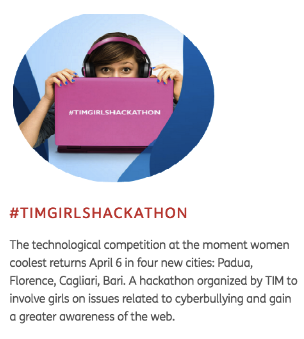 #TIMGIRLSHACKATHON
#TIMGIRLSHACKATHON
The technological competition at the moment women
coolest returns April 6 in four new cities: Padua,
Florence, Cagliari, Bari. A hackathon organized by TIM to
involve girls on issues related to cyberbullying and gain
a greater awareness of the web.